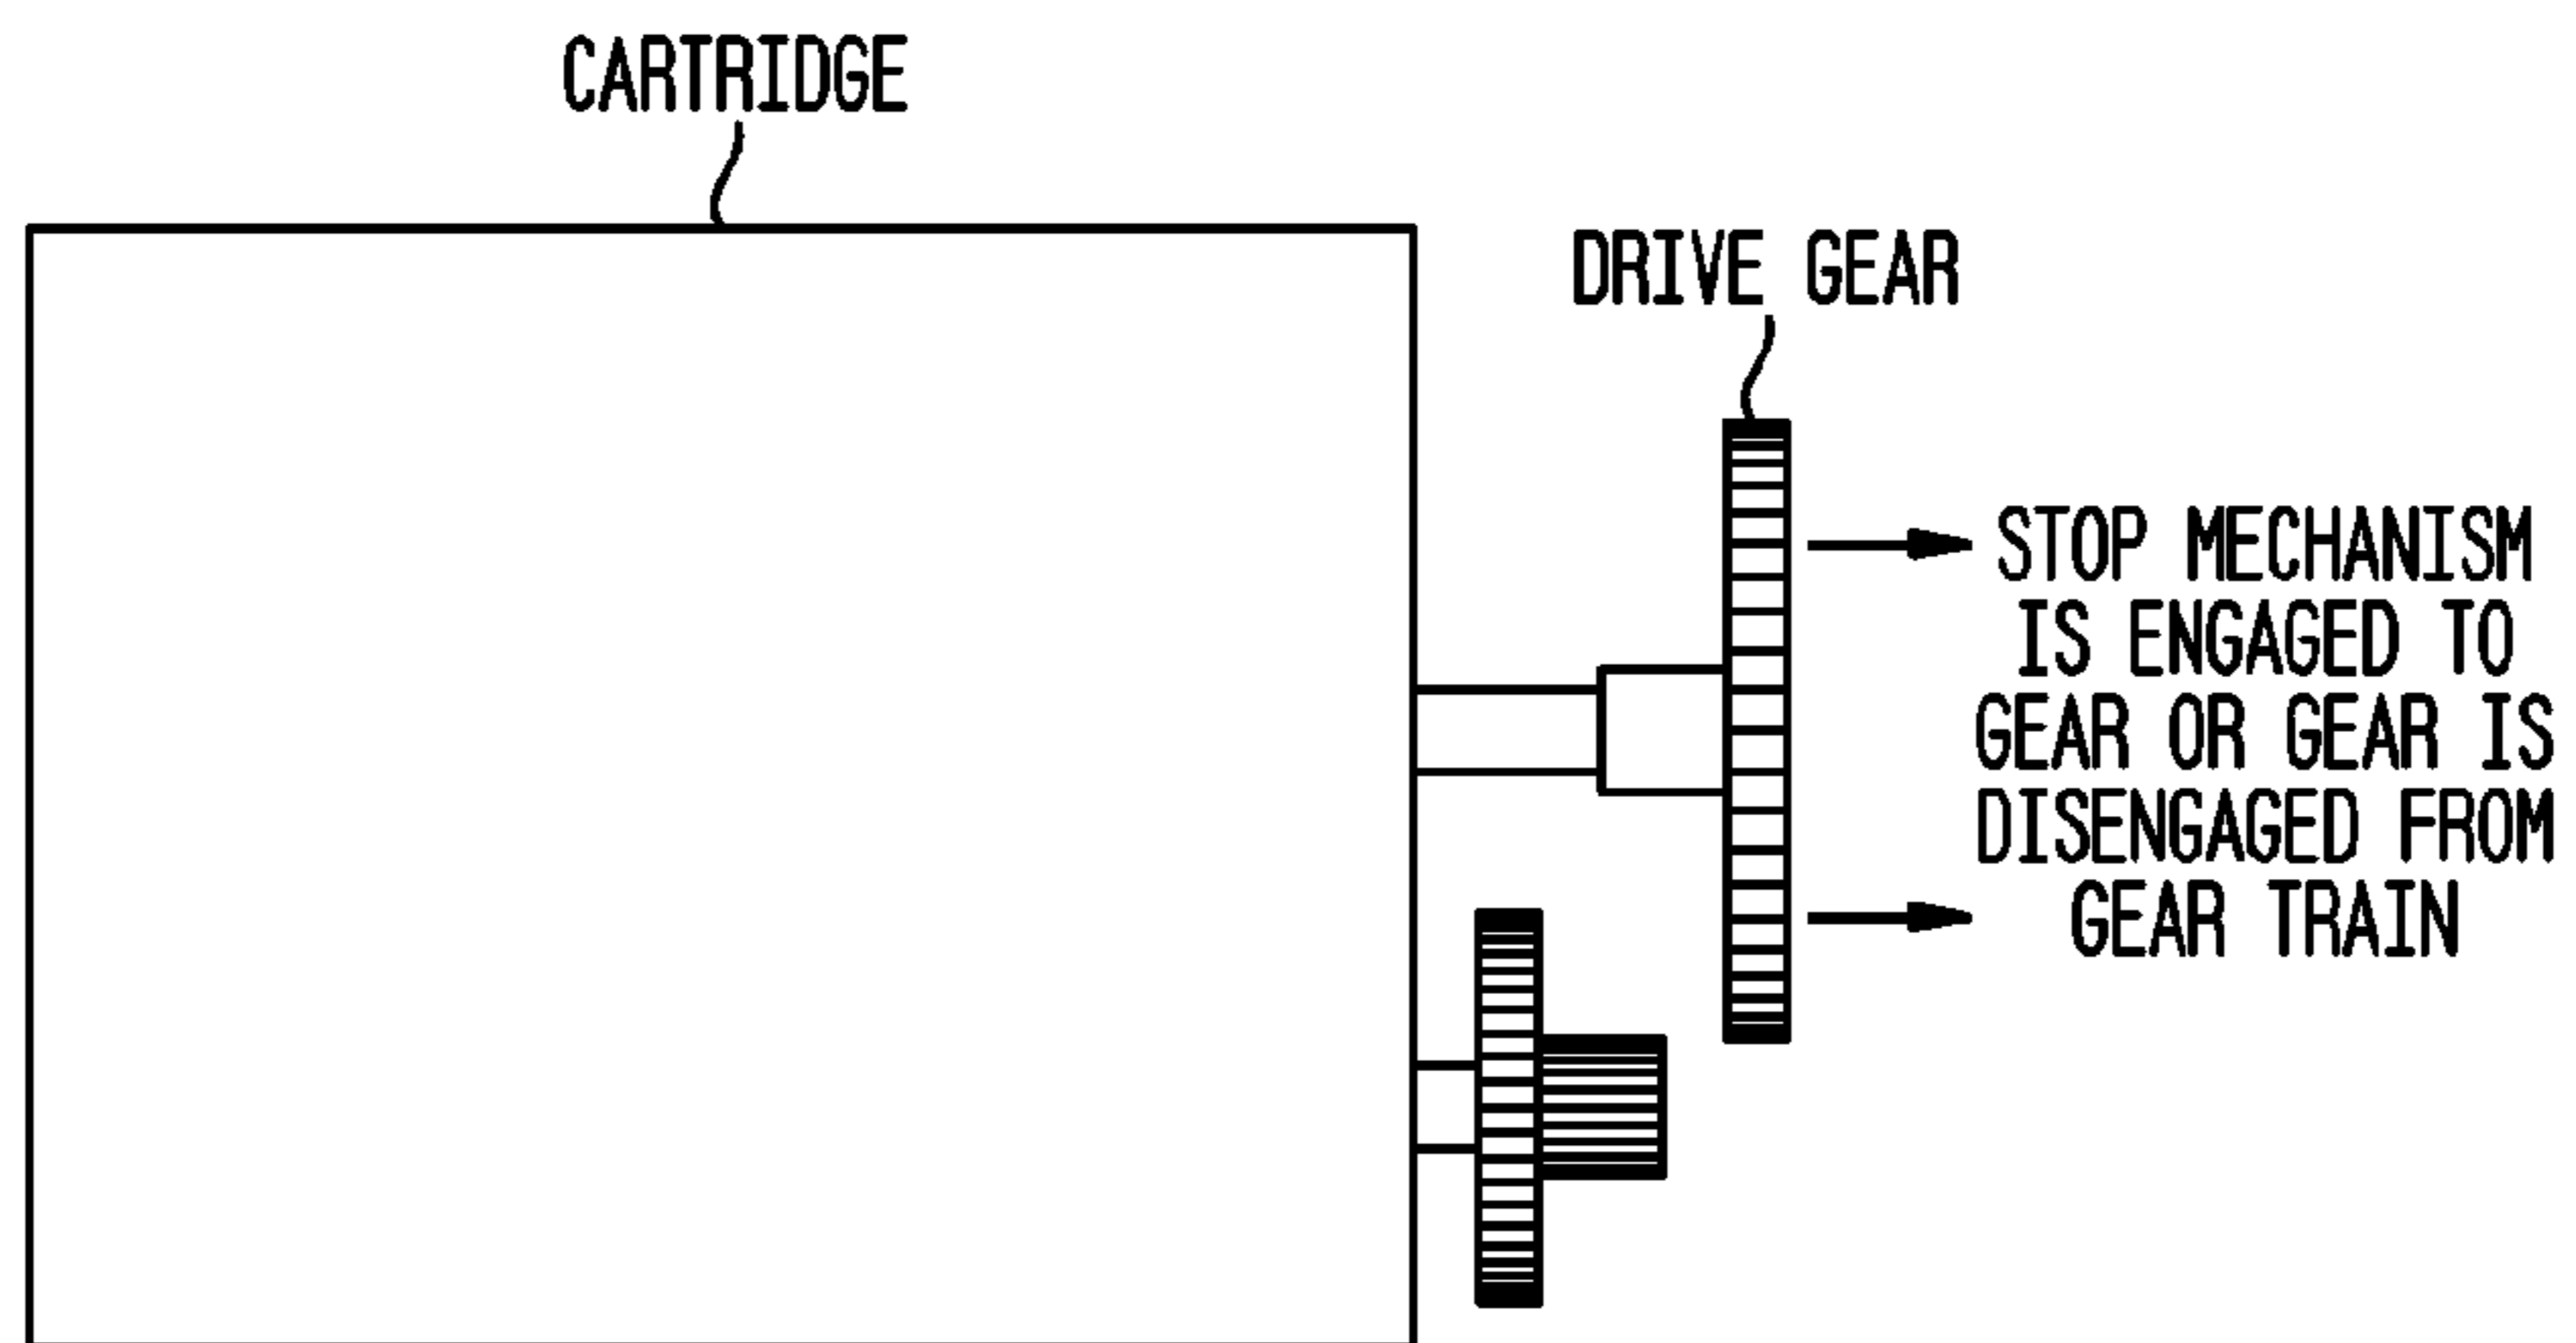 CARTRIDGE
DRIVE GEAR
STOP MECHANISM
IS ENGAGED TO
GEAR OR GEAR IS
DISENGAGED FROM
GEAR TRAIN